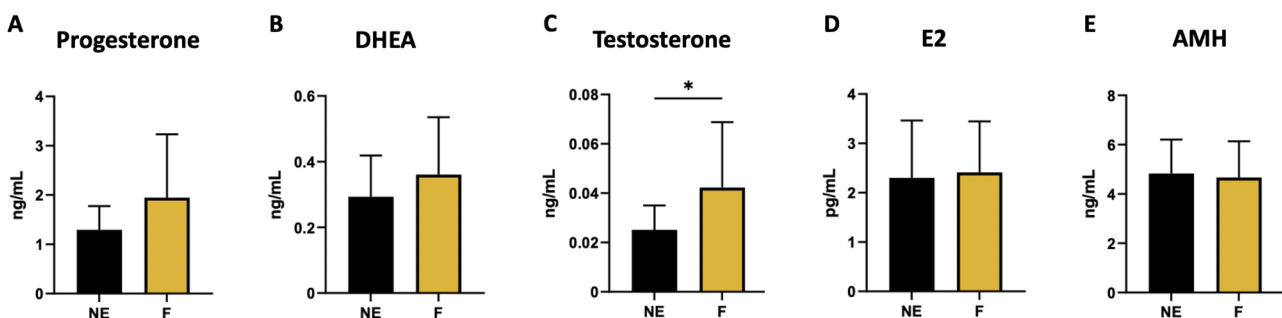 A
Progesterone
4
3
2
1
0
ng/mL
NE
F
B
DHEA
0.6
0.4
0.2
0.0
ng/mL
NE
F
C
Testosterone
0.08
0.06
0.04
0.02
0
ng/mL
*
NE
F
D
E2
4
3
2
1
0
pg/mL
NE
F
E
AMH
8
6
4
2
0
ng/mL
NE
F